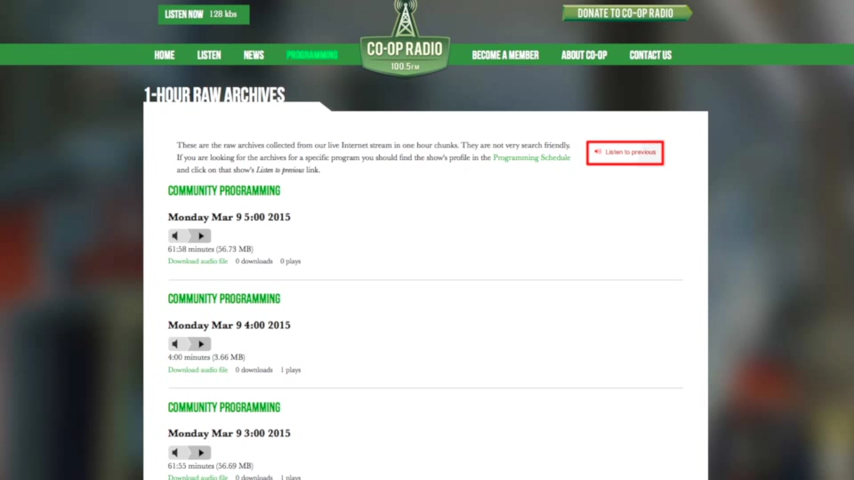 LISTEN NOW 128 kbs
DONATE TO CO-OP RADIO
HOME LISTEN NEWS PROGRAMMING CO-OP RADIO BECOME A MEMBER ABOUT CO-OP CONTACT US
100.5FM
1-HOUR RAW ARCHIVES
These are the raw archives collected from our live Internet stream in one hour chunks. They are not very search friendly.
If you are looking for the archives for a specific program you should find the show's profile in the Programming Schedule
and click on that show's Listen to previous link.
Listen to previous
COMMUNITY PROGRAMMING
Monday Mar 9 5:00 2015
61:58 minutes (56.73 MB)
Download audio file 0 downloads 0 plays
COMMUNITY PROGRAMMING
Monday Mar 9 4:00 2015
4:00 minutes (3.66 MB)
Download audio file 0 downloads 1 plays
COMMUNITY PROGRAMMING
Monday Mar 9 3:00 2015
61:55 minutes (56.69 MB)
Download audio file 0 downloads 1 plays